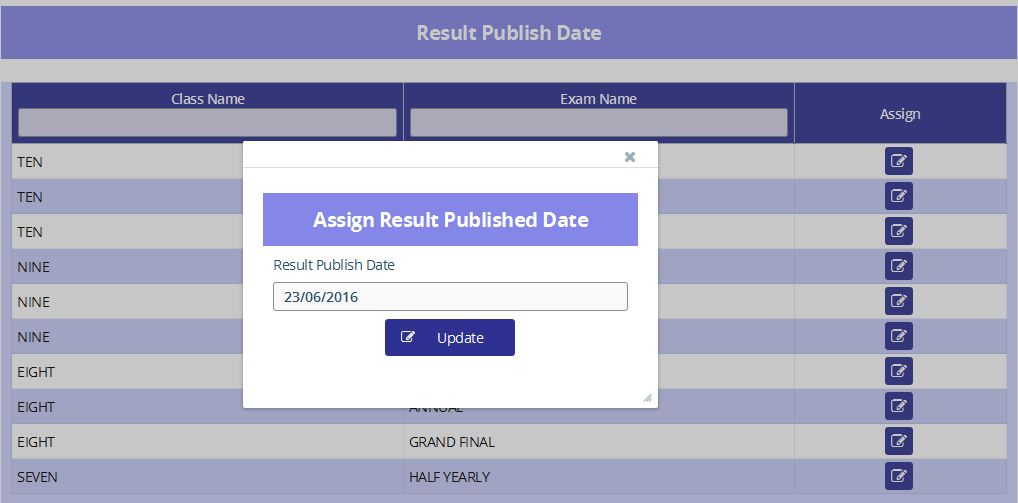 Result Publish Date
Class Name Exam Name Assign
TEN
TEN
TEN
NINE
NINE
NINE
EIGHT
EIGHT ANNUAL
EIGHT GRAND FINAL
SEVEN HALF YEARLY
Assign Result Published Date
Result Publish Date
23/06/2016
Update